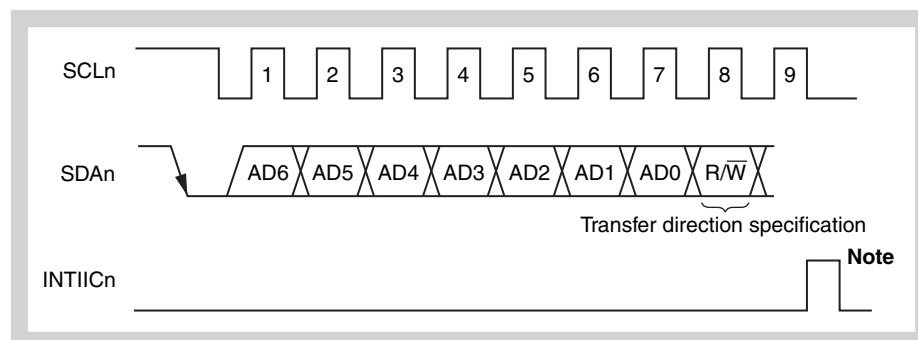 SCLn 1 2 3 4 5 6 7 8 9
SDAn AD6 AD5 AD4 AD3 AD2 AD1 AD0 R/W̅
Transfer direction specification
Note
INTIICn